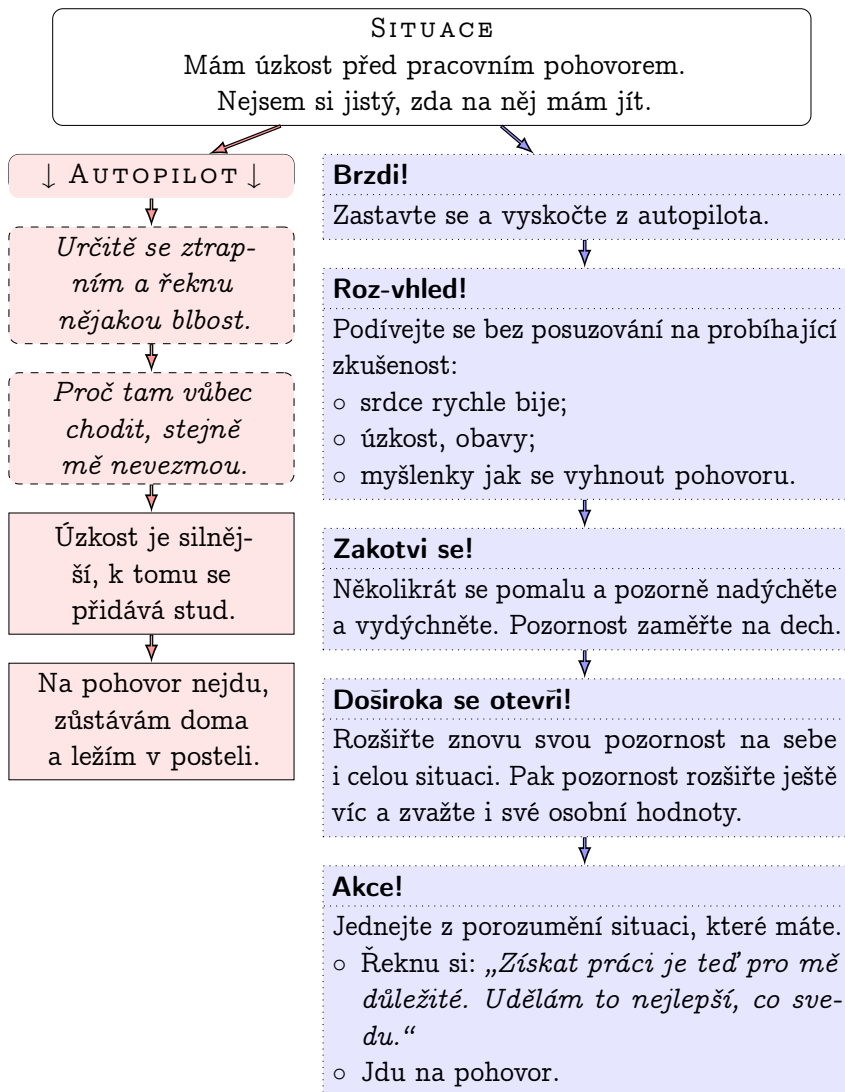 SITUACE
Mám úzkost před pracovním pohovorem.
Nejsem si jistý, zda na něj mám jít.
↓ AUTOPILOT ↓
Určitě se ztrap-
ním a řeknu
nějakou blbost.
Proč tam vůbec
chodit, stejně
mě nevezmou.
Úzkost je silněj-
ší, k tomu se
přidává stud.
Na pohovor nejdu,
zůstávám doma
a ležím v posteli.
Brzdi!
Zastavte se a vyskočte z autopilota.
Roz-vhled!
Podívejte se bez posuzování na probíhající
zkušenost:
○ srdce rychle bije;
○ úzkost, obavy;
○ myšlenky jak se vyhnout pohovoru.
Zakotvi se!
Několikrát se pomalu a pozorně nadýchěte
a vydýchněte. Pozornost zaměřte na dech.
Doširoka se otevři!
Rozšiřte znovu svou pozornost na sebe
i celou situaci. Pak pozornost rozšiřte ještě
víc a zvažte i své osobní hodnoty.
Akce!
Jednejte z porozumění situaci, které máte.
○ Řeknu si: „Získat práci je teď pro mě
důležité. Udělám to nejlepší, co sve-
du.“
○ Jdu na pohovor.